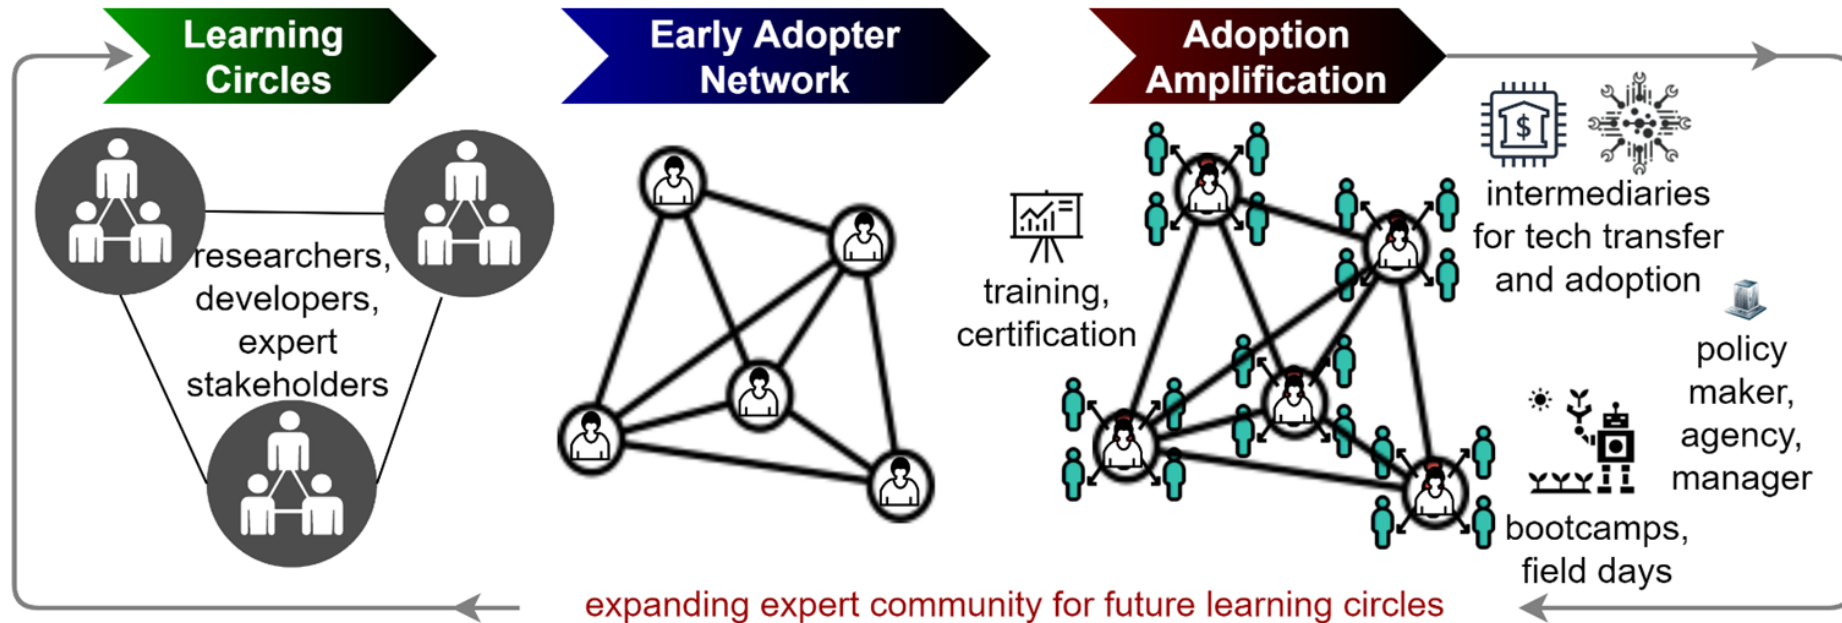 Learning
Circles
Early Adopter
Network
Adoption
Amplification
researchers,
developers,
expert
stakeholders
training,
certification
$
intermediaries
for tech transfer
and adoption
policy
maker,
agency,
manager
bootcamps,
field days
expanding expert community for future learning circles